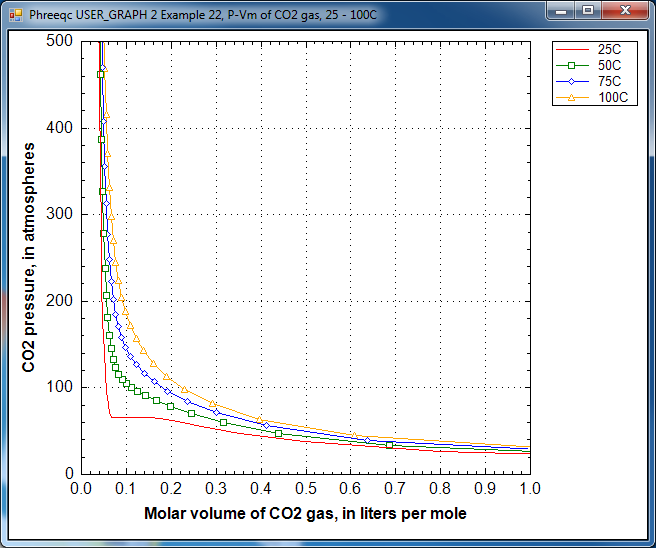 Phreeqc USER_GRAPH 2 Example 22, P-Vm of CO2 gas, 25 - 100C
25C
50C
75C
100C
CO2 pressure, in atmospheres
500
400
300
200
100
0
0.0 0.1 0.2 0.3 0.4 0.5 0.6 0.7 0.8 0.9 1.0
Molar volume of CO2 gas, in liters per mole